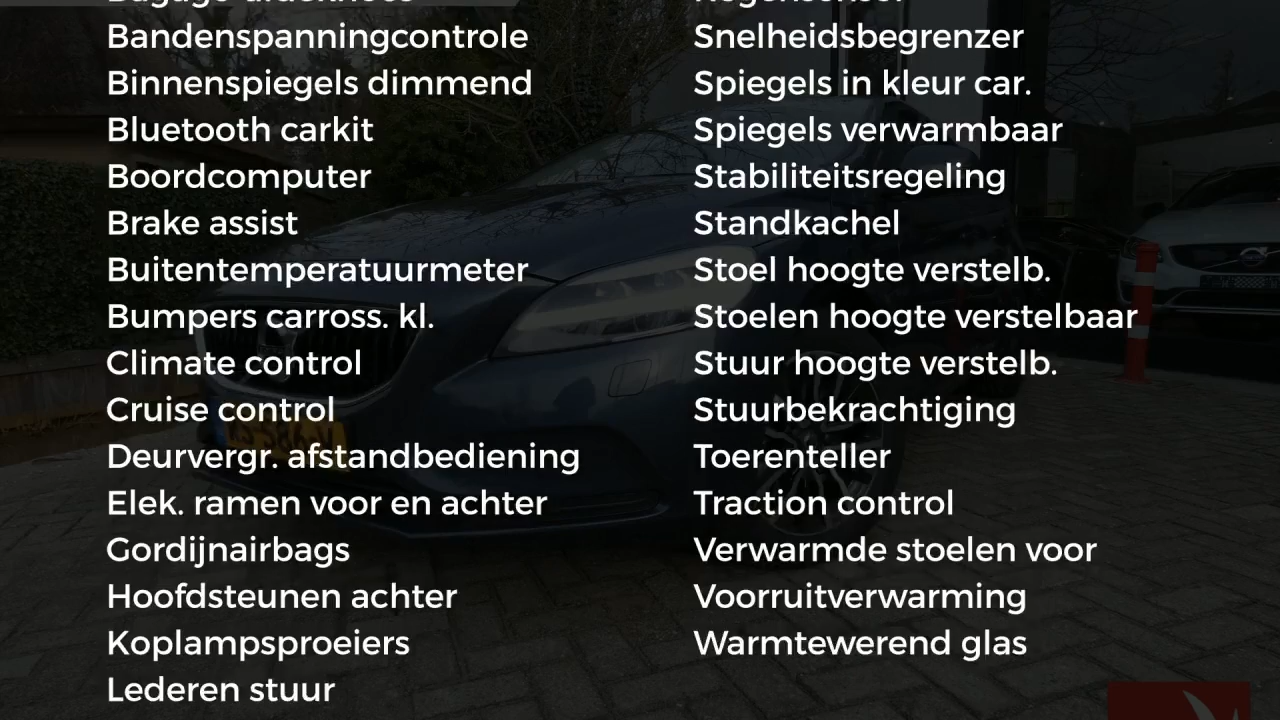 Bandenspanningcontrole
Binnenspiegels dimmend
Bluetooth carkit
Boordcomputer
Brake assist
Buitentemperatuurmeter
Bumpers carross. kl.
Climate control
Cruise control
Deurvergr. afstandbediening
Elek. ramen voor en achter
Gordijnairbags
Hoofdsteunen achter
Koplampsproeiers
Lederen stuur
Snelheidsbegrenzer
Spiegels in kleur car.
Spiegels verwarmbaar
Stabiliteitsregeling
Standkachel
Stoel hoogte verstelb.
Stoelen hoogte verstelbaar
Stuur hoogte verstelb.
Stuurbekrachtiging
Toerenteller
Traction control
Verwarmde stoelen voor
Voorruitverwarming
Warmtewerend glas